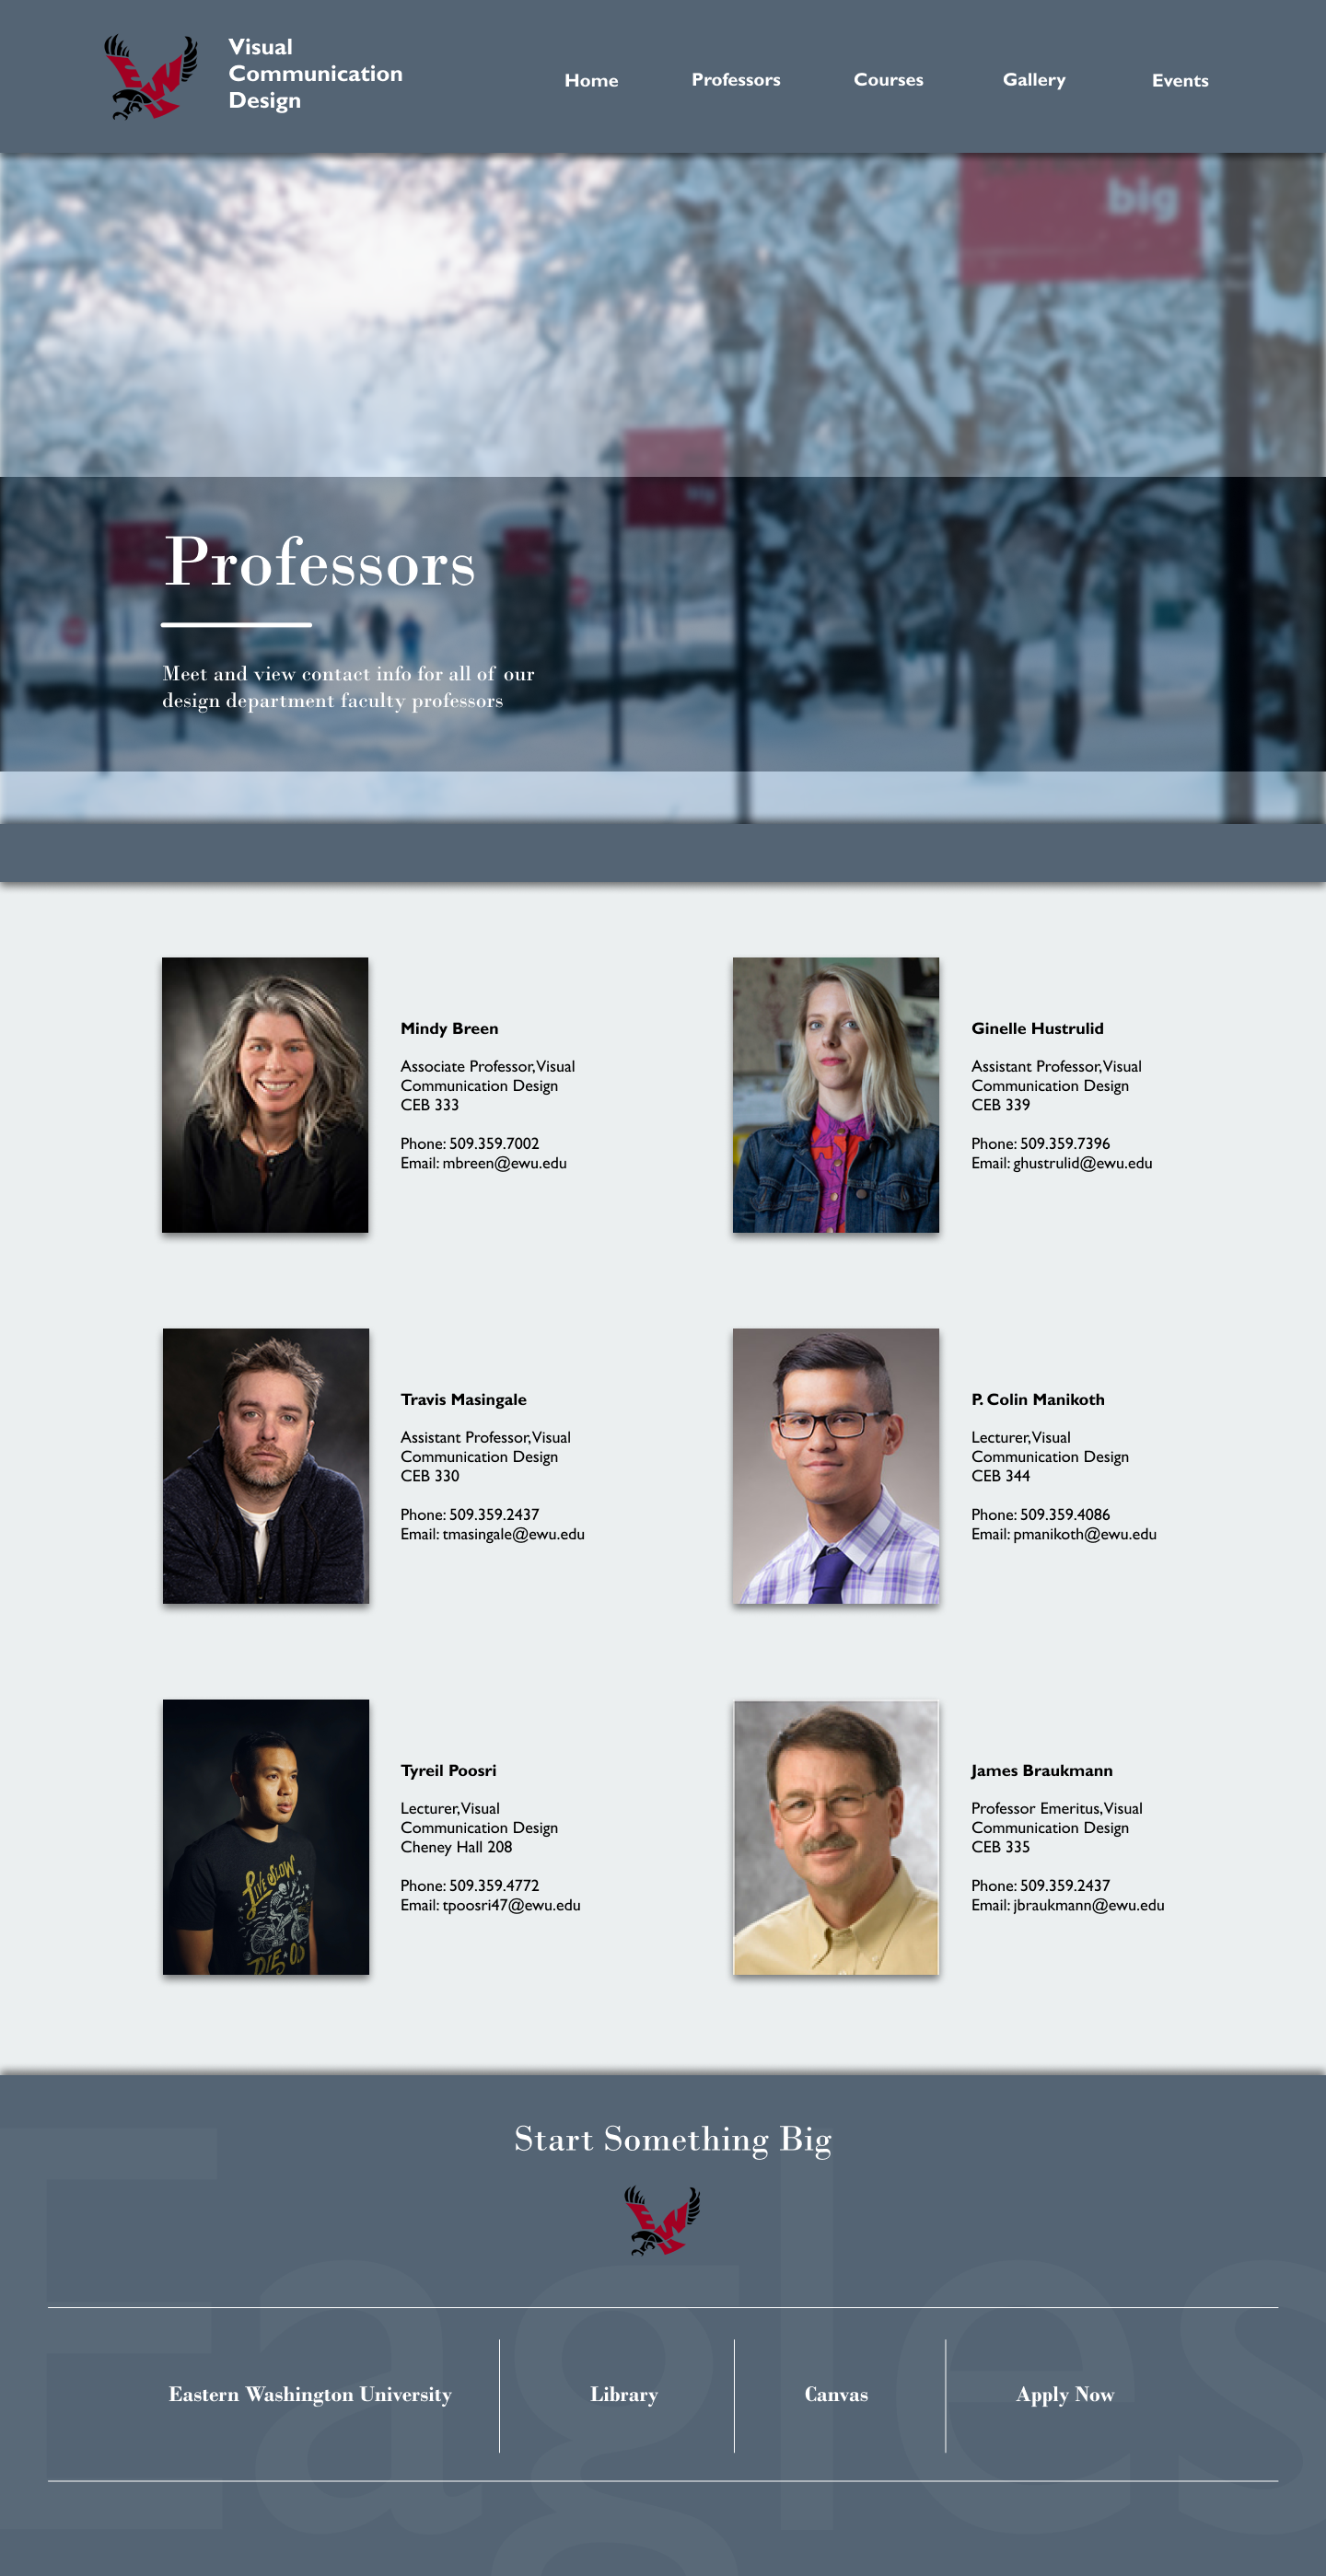 Visual
Communication
Design
Home
Professors
Courses
Gallery
Events
big
big
Professors
Meet and view contact info for all of our
design department faculty professors
Mindy Breen
Associate Professor, Visual
Communication Design
CEB 333
Phone: 509.359.7002
Email: mbreen@ewu.edu
Ginelle Hustrulid
Assistant Professor, Visual
Communication Design
CEB 339
Phone: 509.359.7396
Email: ghustrulid@ewu.edu
Travis Masingale
Assistant Professor, Visual
Communication Design
CEB 330
Phone: 509.359.2437
Email: tmasingale@ewu.edu
P. Colin Manikoth
Lecturer, Visual
Communication Design
CEB 344
Phone: 509.359.4086
Email: pmanikoth@ewu.edu
Tyreil Poosri
Lecturer, Visual
Communication Design
Cheney Hall 208
Phone: 509.359.4772
Email: tpoosri47@ewu.edu
LIVE SLOW
DIE
James Braukmann
Professor Emeritus, Visual
Communication Design
CEB 335
Phone: 509.359.2437
Email: jbraukmann@ewu.edu
Start Something Big
Eagles
Eastern Washington University
Library
Canvas
Apply Now